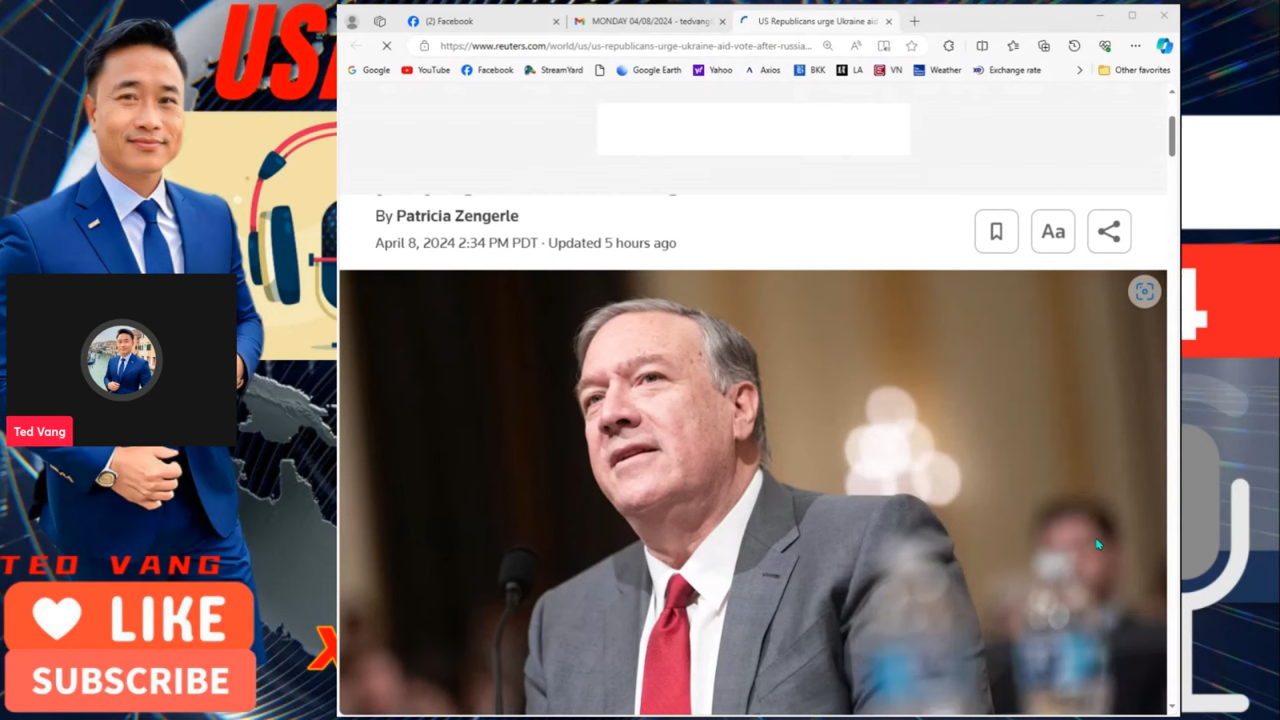 US
(2) Facebook
MONDAY 04/08/2024 - tedvang
US Republicans urge Ukraine aid
https://www.reuters.com/world/us/us-republicans-urge-ukraine-aid-vote-after-russia...
Google
YouTube
Facebook
StreamYard
Google Earth
Yahoo
Axios
BKK
LA
VN
Weather
Exchange rate
Other favorites
By Patricia Zengerle
April 8, 2024 2:34 PM PDT · Updated 5 hours ago
Aa
Ted Vang
TED VANG
LIKE
SUBSCRIBE
X